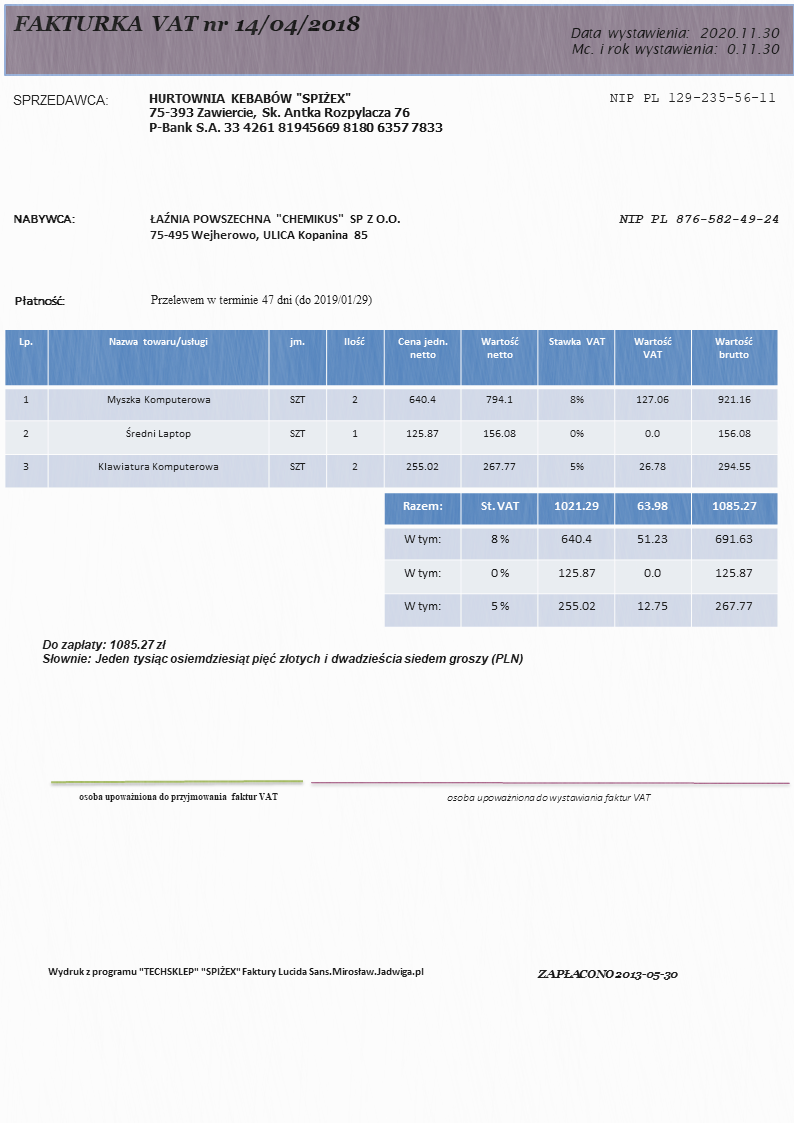 FAKTURKA VAT nr 14/04/2018
Data wystawienia: 2020.11.30
Mc. i rok wystawienia: 0.11.30
SPRZEDAWCA:
HURTOWNIA KEBABÓW "SPIŻEX"
NIP PL 129-235-56-11
75-393 Zawiercie, Sk. Antka Rozpylacza 76
P-Bank S.A. 33 4261 81945669 8180 6357 7833
NABYWCA:
ŁAŹNIA POWSZECHNA "CHEMIKUS" SP Z O.O.
NIP PL 876-582-49-24
75-495 Wejherowo, ULICA Kopanina 85
Płatność:
Przelewem w terminie 47 dni (do 2019/01/29)
Lp. Nazwa towaru/usługi jm. Ilość Cena jedn. netto Wartość netto Stawka VAT Wartość VAT Wartość brutto
1 Myszka Komputerowa SZT 2 640.4 794.1 8% 127.06 921.16
2 Średni Laptop SZT 1 125.87 156.08 0% 0.0 156.08
3 Klawiatura Komputerowa SZT 2 255.02 267.77 5% 26.78 294.55
Razem: St. VAT 1021.29 63.98 1085.27
W tym: 8 % 640.4 51.23 691.63
W tym: 0 % 125.87 0.0 125.87
W tym: 5 % 255.02 12.75 267.77
Do zapłaty: 1085.27 zł
Słownie: Jeden tysiąc osiemdziesiąt pięć złotych i dwadzieścia siedem groszy (PLN)
osoba upoważniona do przyjmowania faktur VAT
osoba upoważniona do wystawiania faktur VAT
Wydruk z programu "TECHSKLEP" "SPIŻEX" Faktury Lucida Sans.Mirosław.Jadwiga.pl
ZAPŁACONO 2013-05-30